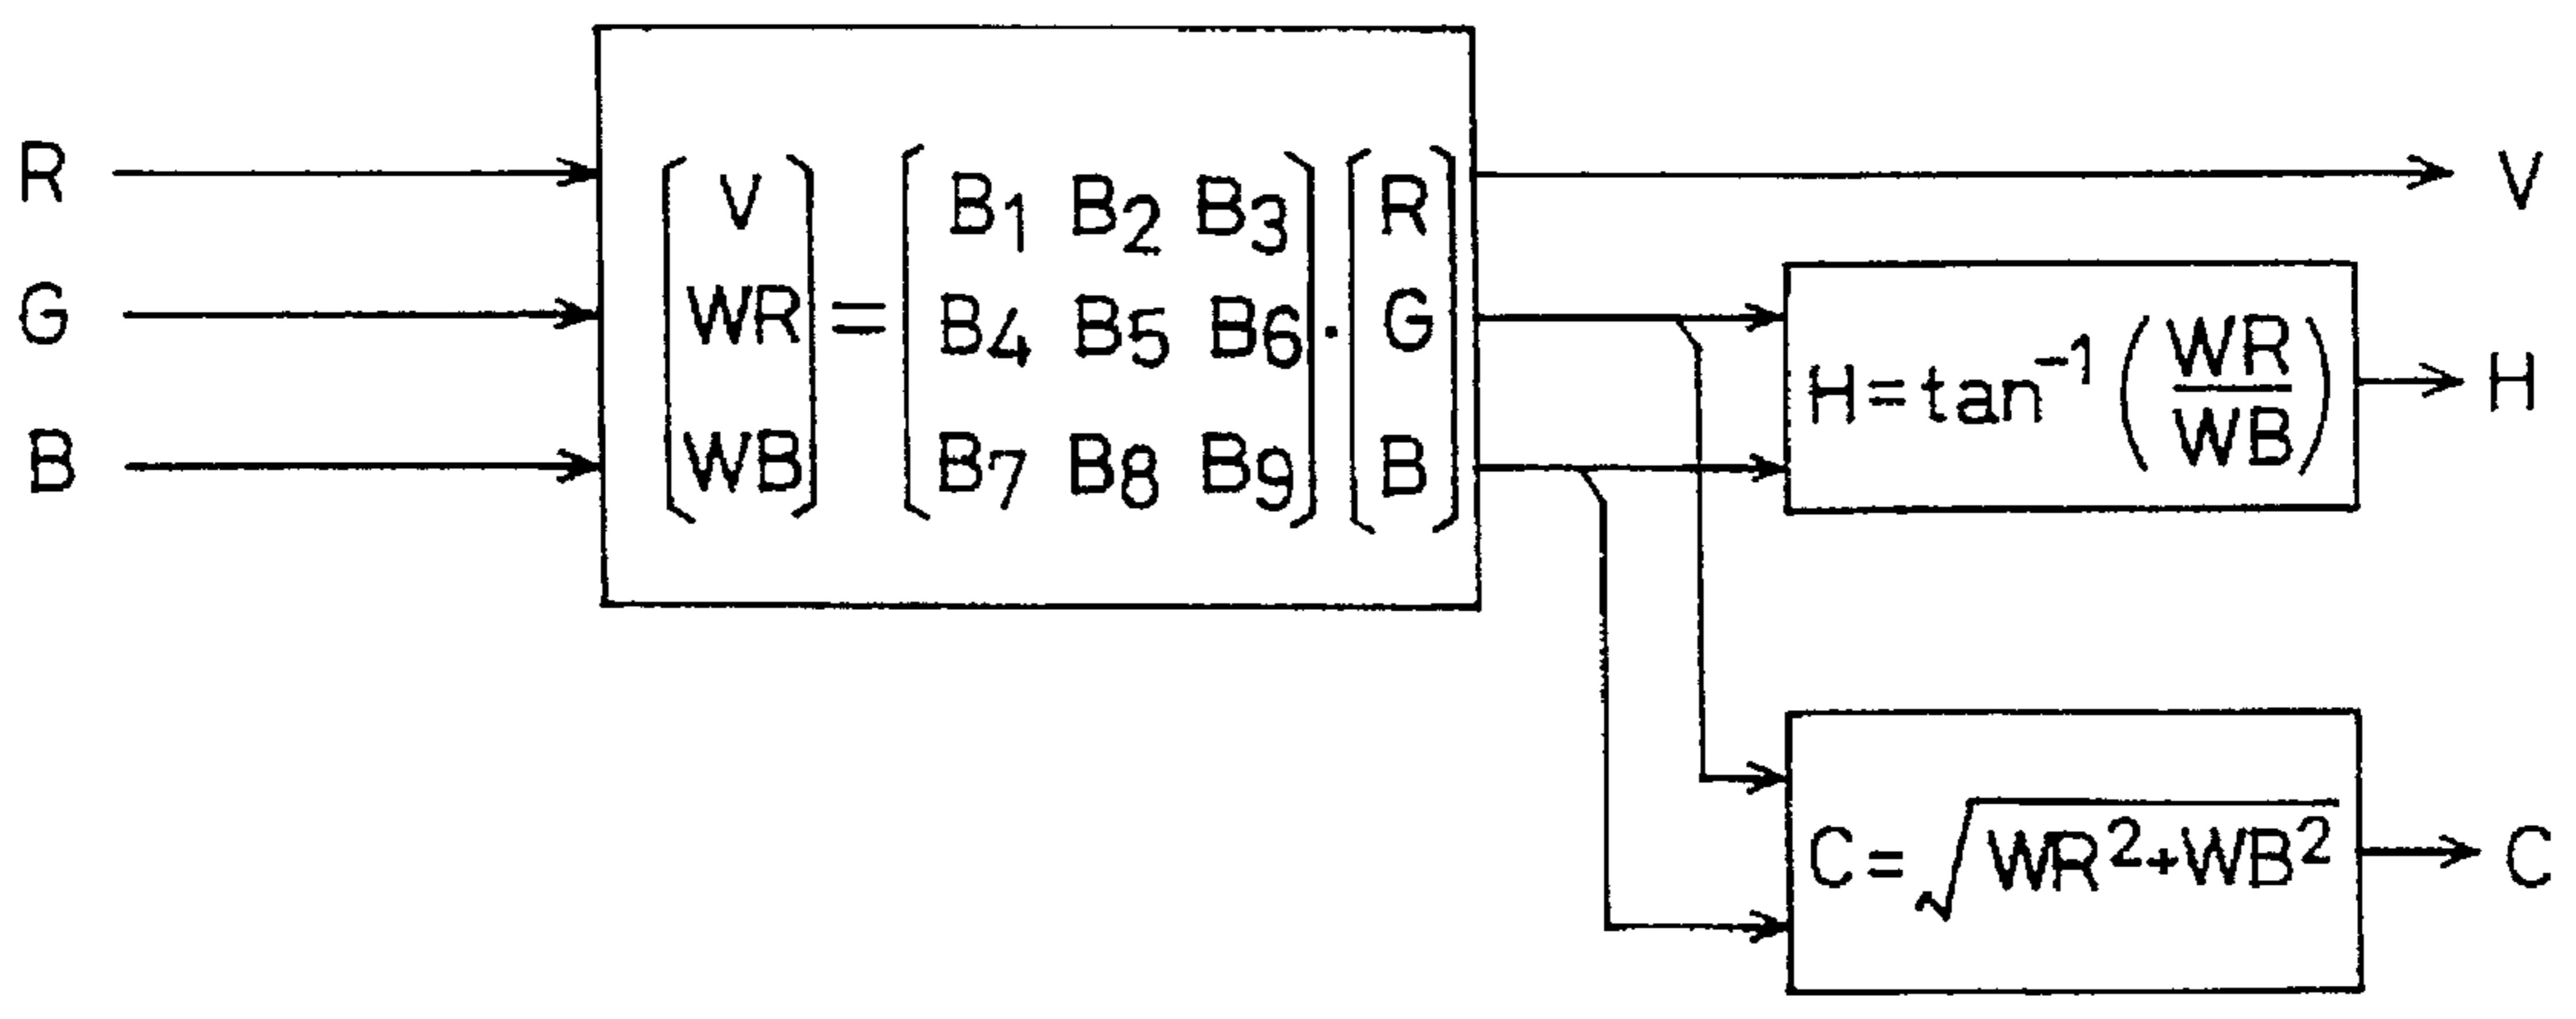 R
G
B
[V WR WB] = [B1 B2 B3 B4 B5 B6 B7 B8 B9] · [R G B]
V
H = tan⁻¹ (WR/WB)
H
C = √WR²+WB²
C